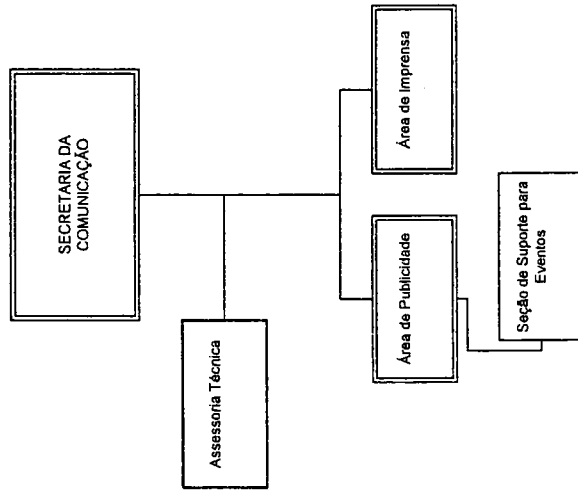 SECRETARIA DA
COMUNICAÇÃO
Assessoria Técnica
Área de Publicidade
Área de Imprensa
Seção de Suporte para
Eventos